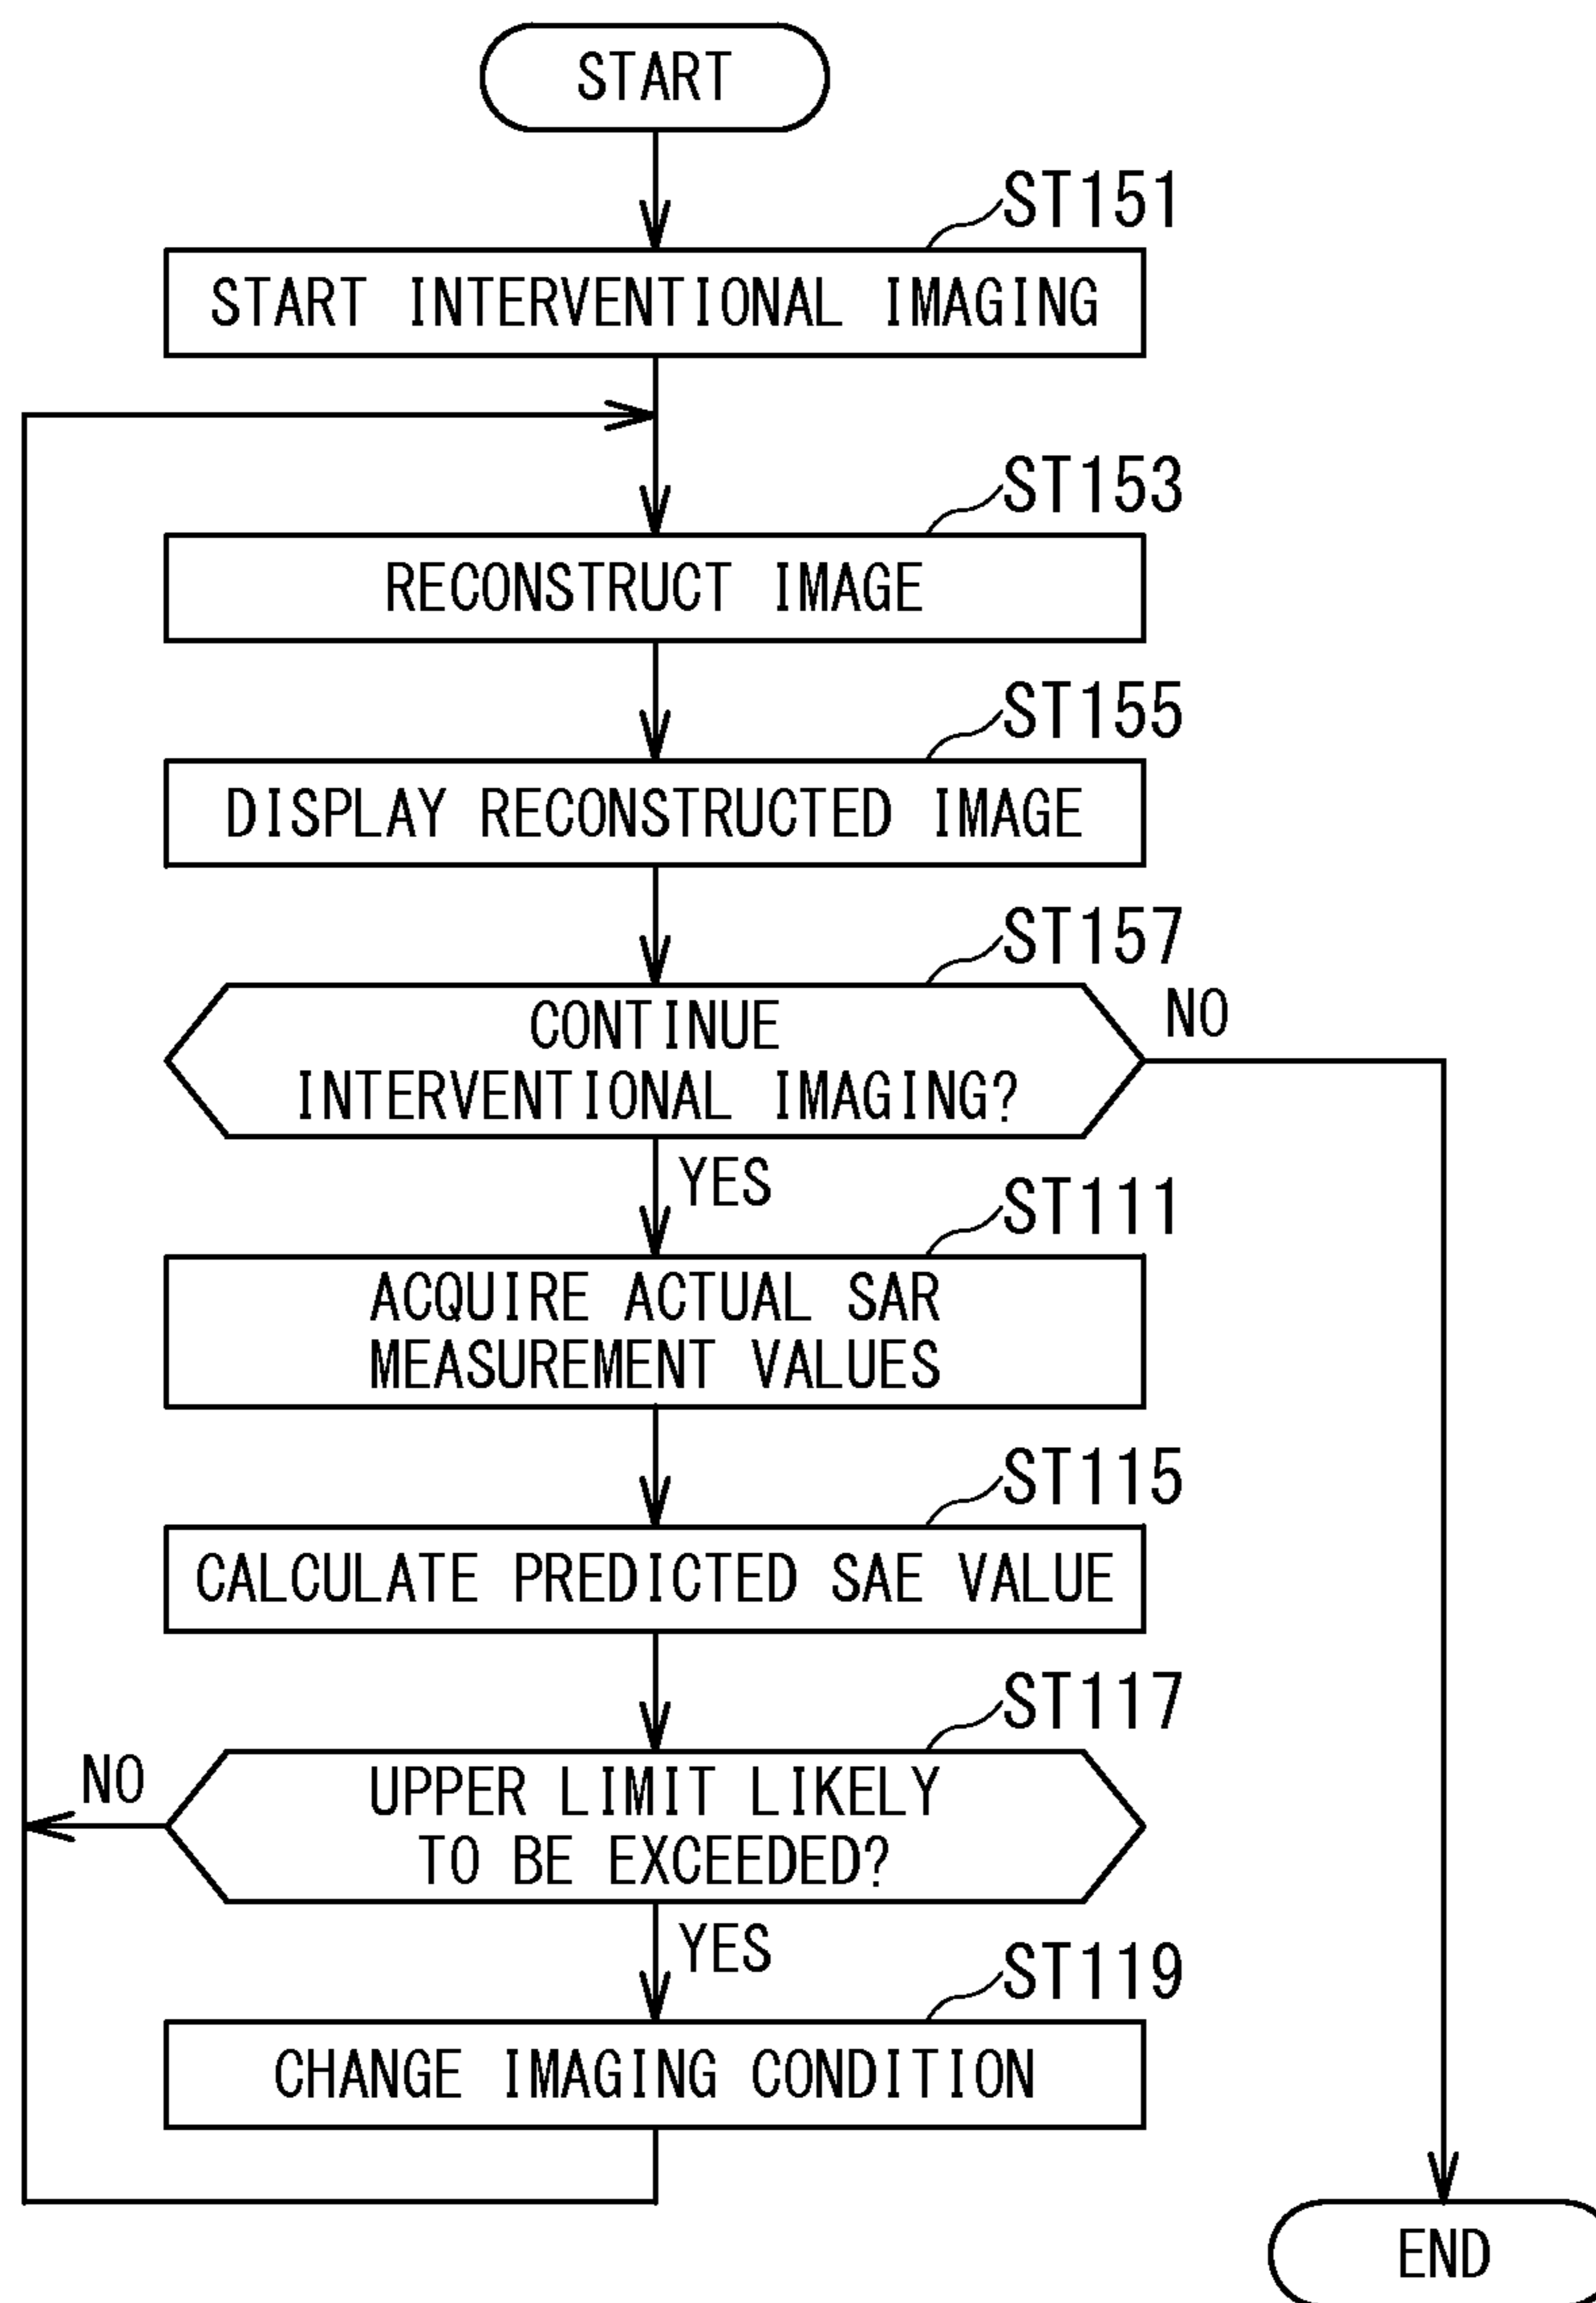 START
ST151
START INTERVENTIONAL IMAGING
ST153
RECONSTRUCT IMAGE
ST155
DISPLAY RECONSTRUCTED IMAGE
ST157
CONTINUE
INTERVENTIONAL IMAGING?
NO
YES
ST111
ACQUIRE ACTUAL SAR
MEASUREMENT VALUES
ST115
CALCULATE PREDICTED SAE VALUE
ST117
NO
UPPER LIMIT LIKELY
TO BE EXCEEDED?
YES
ST119
CHANGE IMAGING CONDITION
END